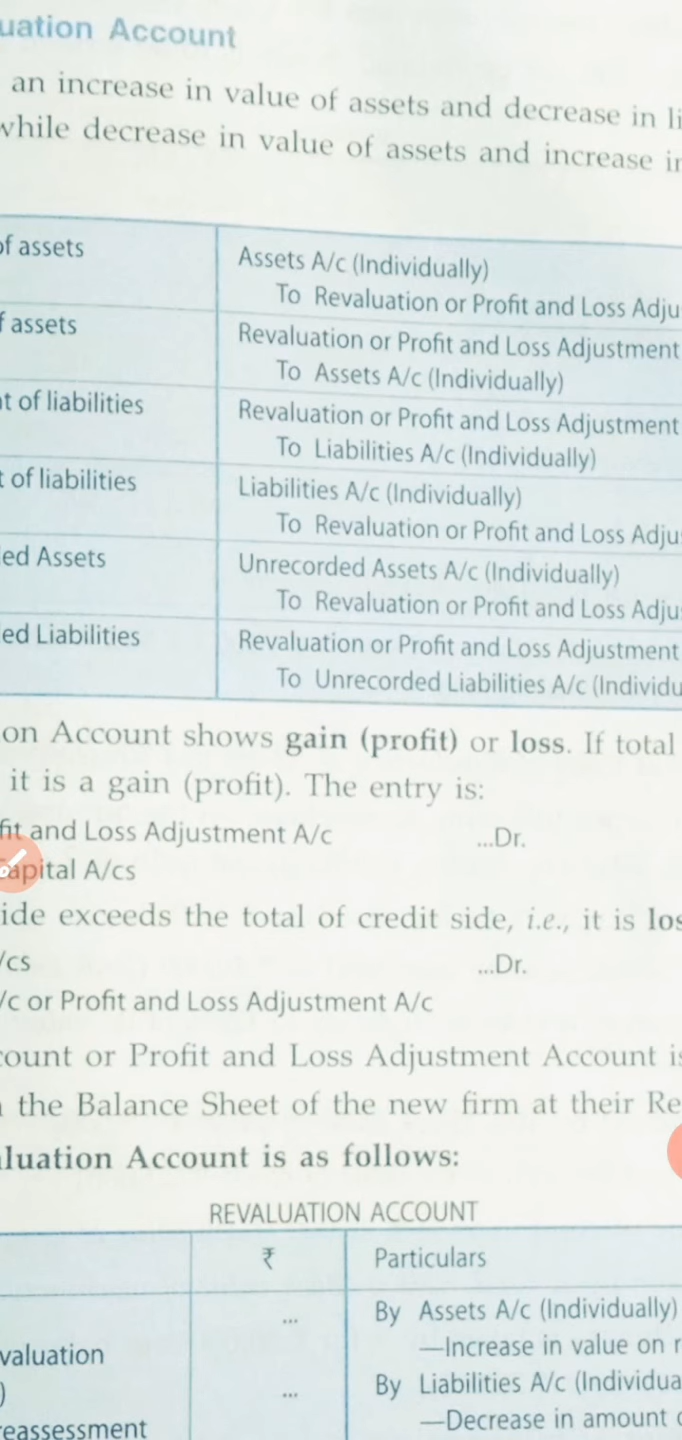 uation Account
an increase in value of assets and decrease in li
while decrease in value of assets and increase in
of assets
Assets A/c (Individually)
To Revaluation or Profit and Loss Adju
f assets
Revaluation or Profit and Loss Adjustment
To Assets A/c (Individually)
nt of liabilities
Revaluation or Profit and Loss Adjustment
To Liabilities A/c (Individually)
t of liabilities
Liabilities A/c (Individually)
To Revaluation or Profit and Loss Adju
ed Assets
Unrecorded Assets A/c (Individually)
To Revaluation or Profit and Loss Adju
ed Liabilities
Revaluation or Profit and Loss Adjustment
To Unrecorded Liabilities A/c (Individu
on Account shows gain (profit) or loss. If total
it is a gain (profit). The entry is:
fit and Loss Adjustment A/c ...Dr.
Capital A/cs
ide exceeds the total of credit side, i.e., it is los
/cs ...Dr.
/c or Profit and Loss Adjustment A/c
count or Profit and Loss Adjustment Account is
the Balance Sheet of the new firm at their Re
aluation Account is as follows:
REVALUATION ACCOUNT
₹ Particulars
... By Assets A/c (Individually)
valuation —Increase in value on r
) ... By Liabilities A/c (Individua
reassessment —Decrease in amount o